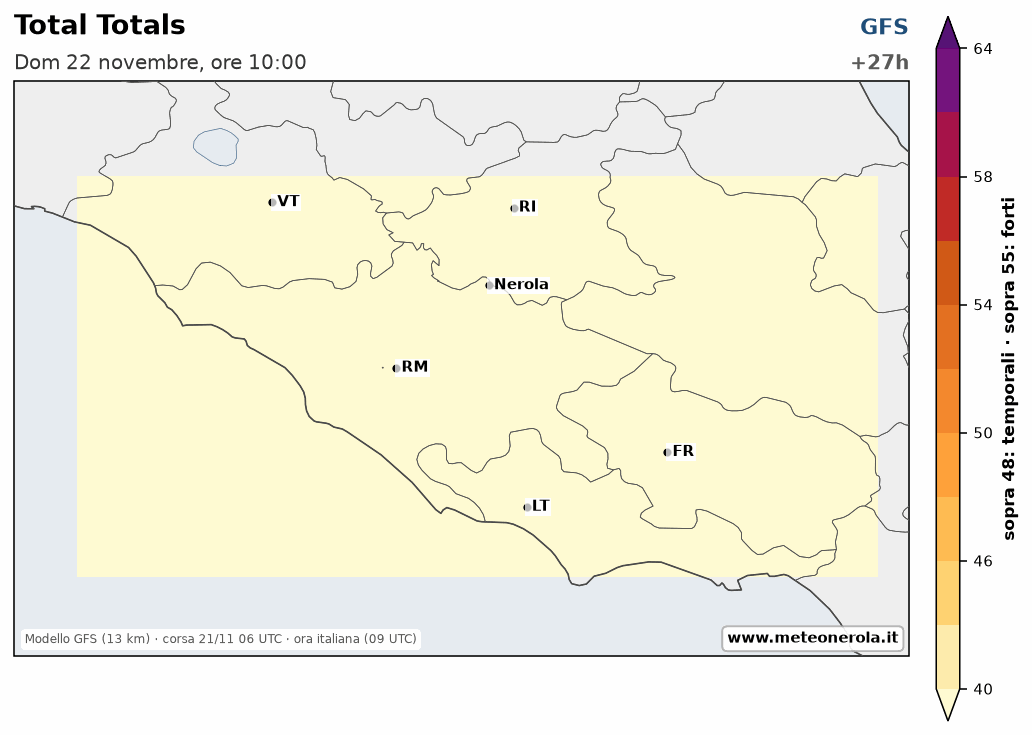 Total Totals
GFS
Dom 22 novembre, ore 10:00
+27h
VT
RI
Nerola
RM
FR
LT
Modello GFS (13 km) · corsa 21/11 06 UTC · ora italiana (09 UTC)
www.meteonerola.it
64
58
54
50
46
40
sopra 48: temporali · sopra 55: forti